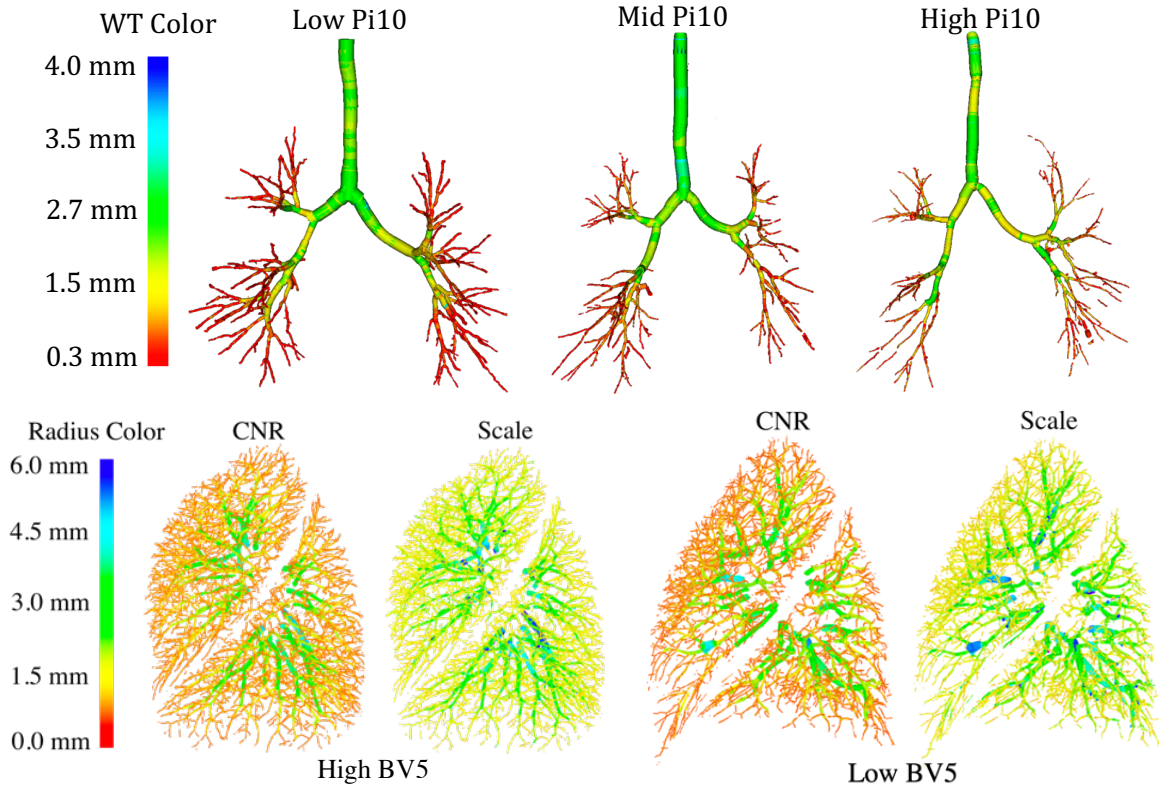 WT Color
Low Pi10
Mid Pi10
High Pi10
4.0 mm
3.5 mm
2.7 mm
1.5 mm
0.3 mm
Radius Color
CNR
Scale
CNR
Scale
6.0 mm
4.5 mm
3.0 mm
1.5 mm
0.0 mm
High BV5
Low BV5